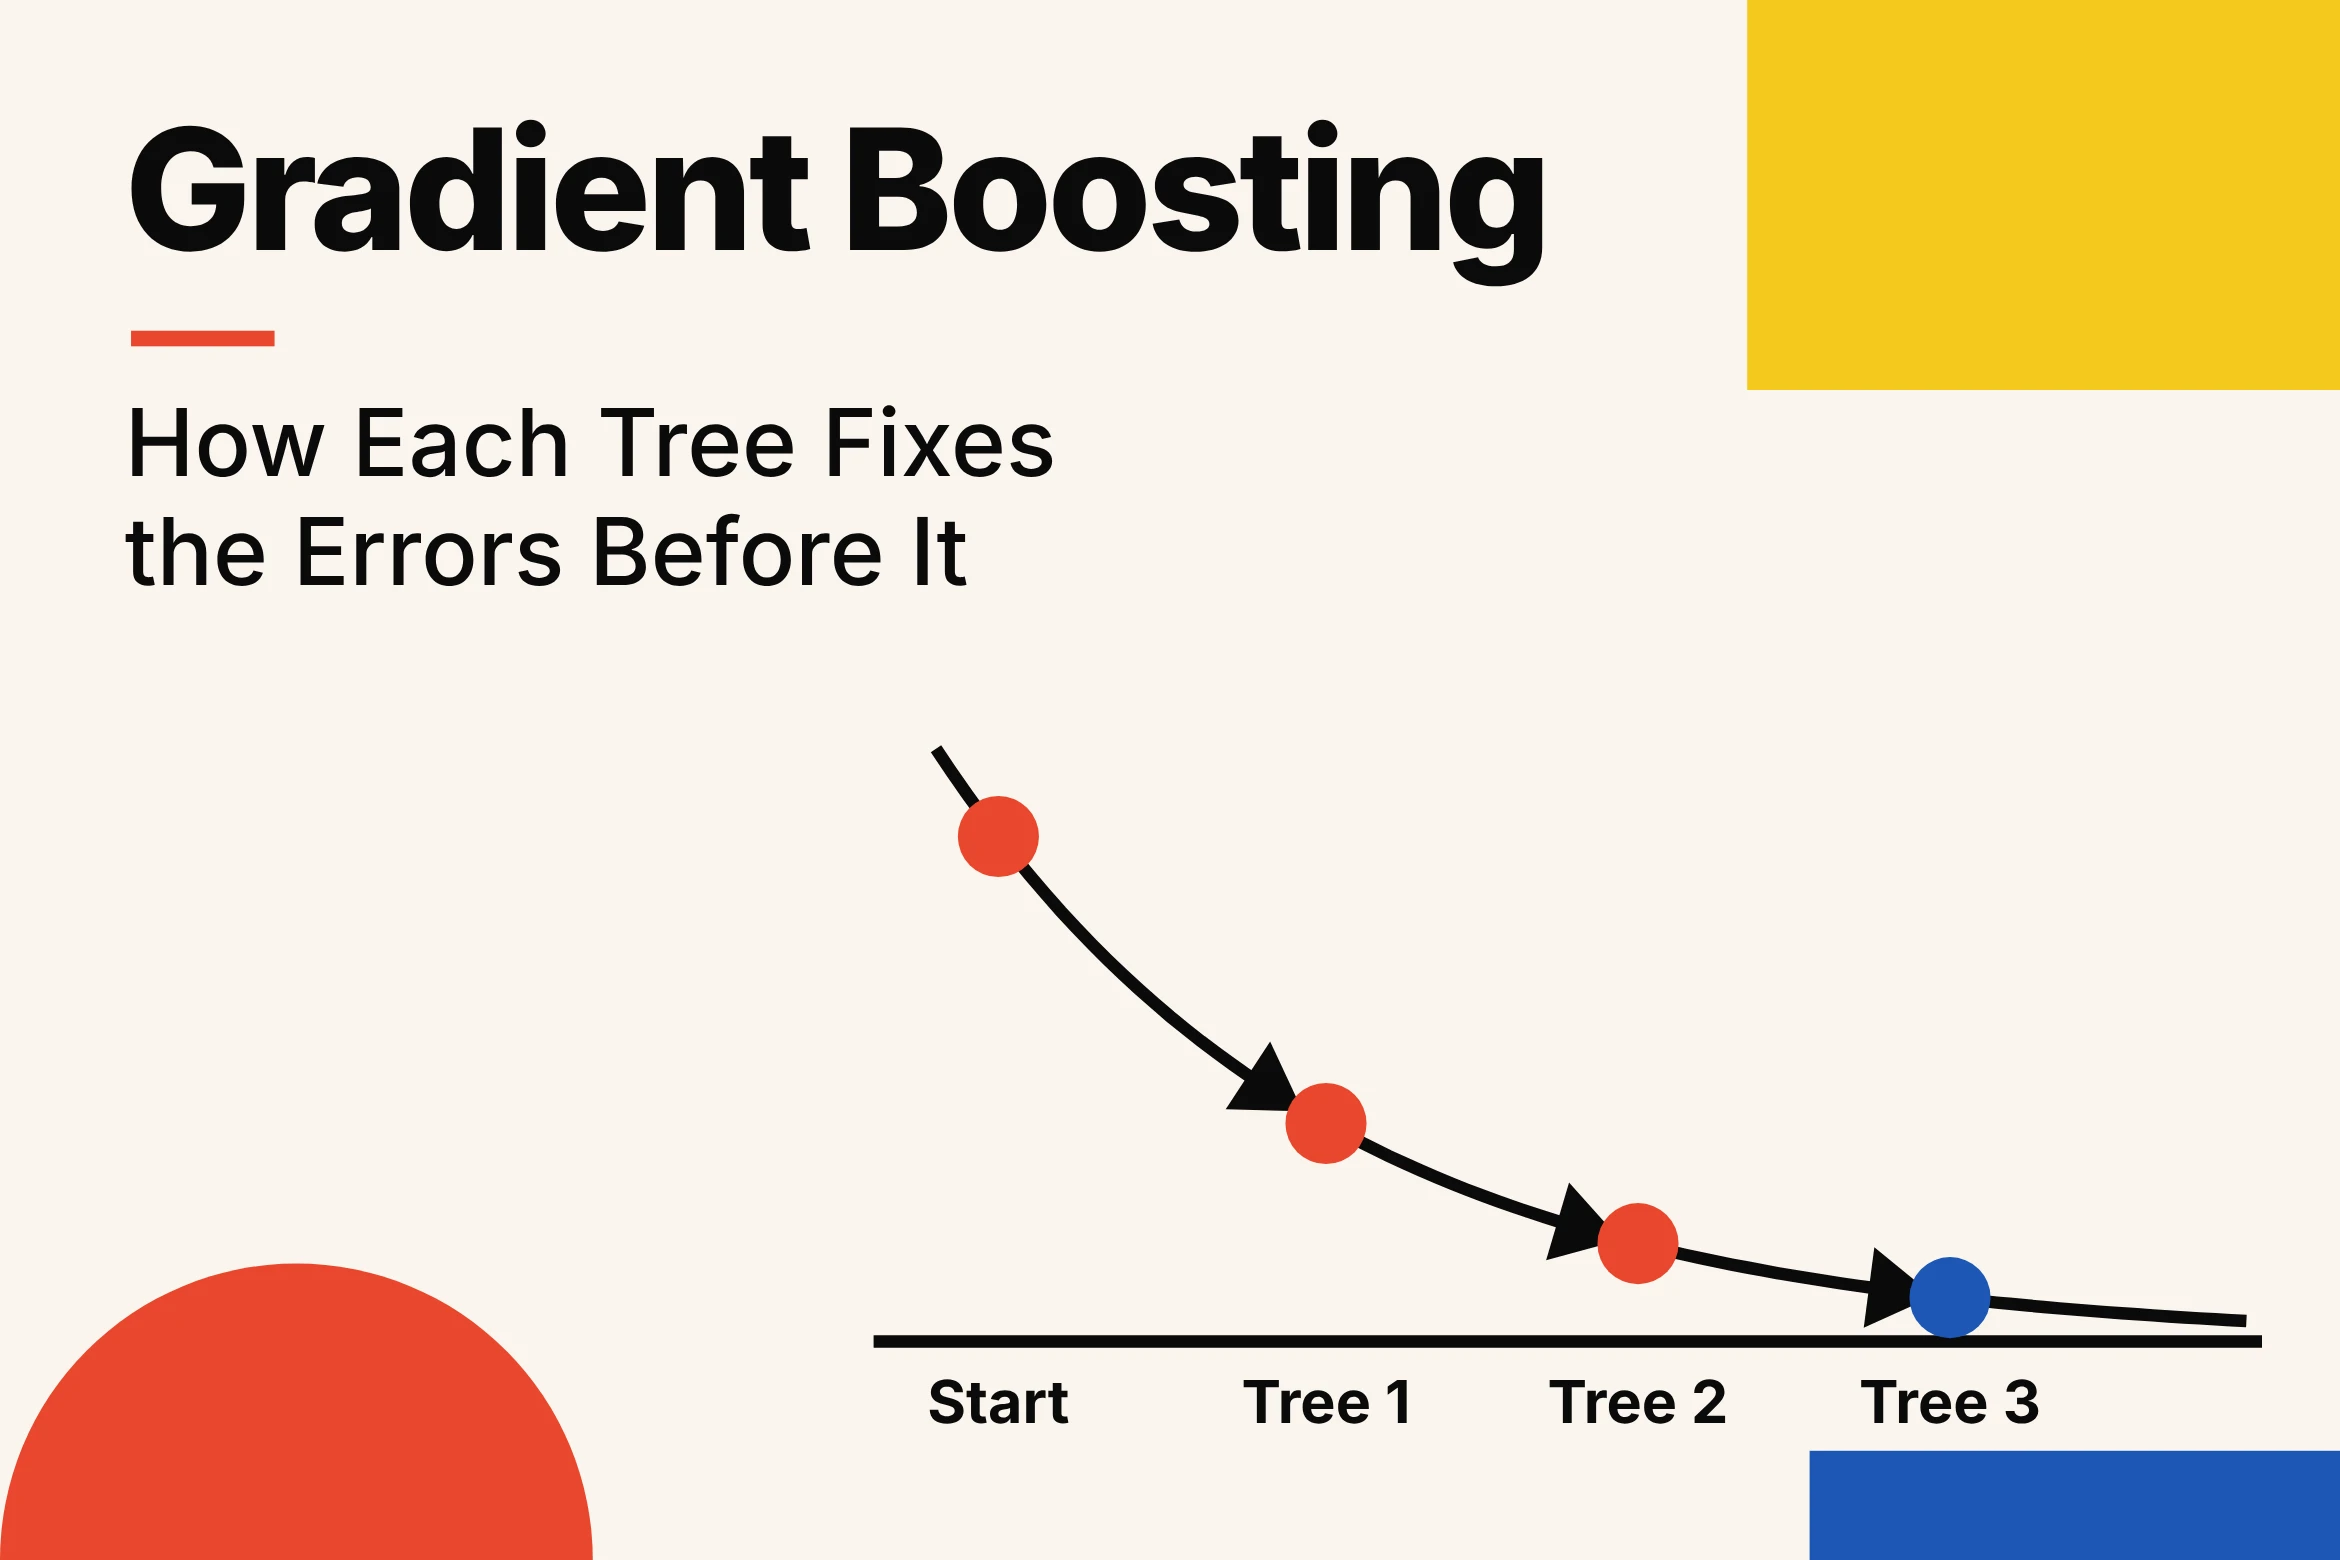 Gradient Boosting
How Each Tree Fixes
the Errors Before It
Start
Tree 1
Tree 2
Tree 3